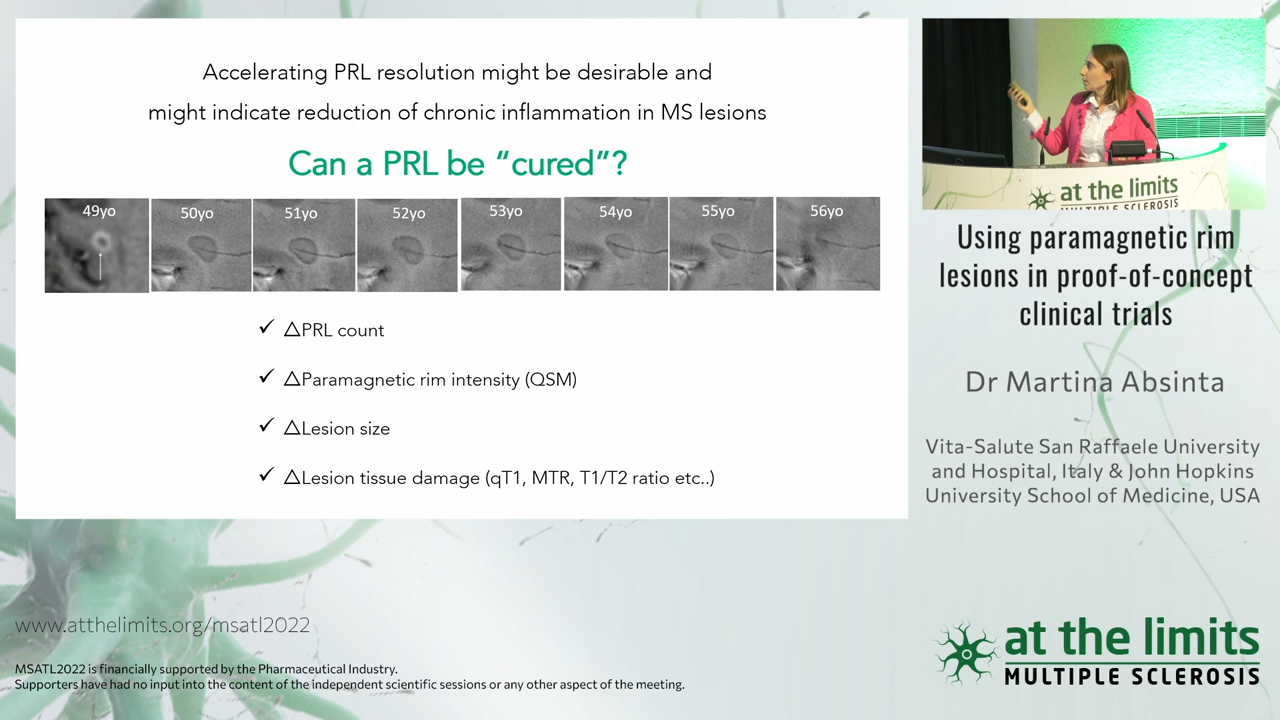 Accelerating PRL resolution might be desirable and
might indicate reduction of chronic inflammation in MS lesions
Can a PRL be “cured”?
49yo
50yo
51yo
52yo
53yo
54yo
55yo
56yo
✓ △PRL count
✓ △Paramagnetic rim intensity (QSM)
✓ △Lesion size
✓ △Lesion tissue damage (qT1, MTR, T1/T2 ratio etc..)
at the limits
MULTIPLE SCLEROSIS
Using paramagnetic rim
lesions in proof-of-concept
clinical trials
Dr Martina Absinta
Vita-Salute San Raffaele University
and Hospital, Italy & John Hopkins
University School of Medicine, USA
www.atthelimits.org/msatl2022
MSATL2022 is financially supported by the Pharmaceutical Industry.
Supporters have had no input into the content of the independent scientific sessions or any other aspect of the meeting.
at the limits
MULTIPLE SCLEROSIS